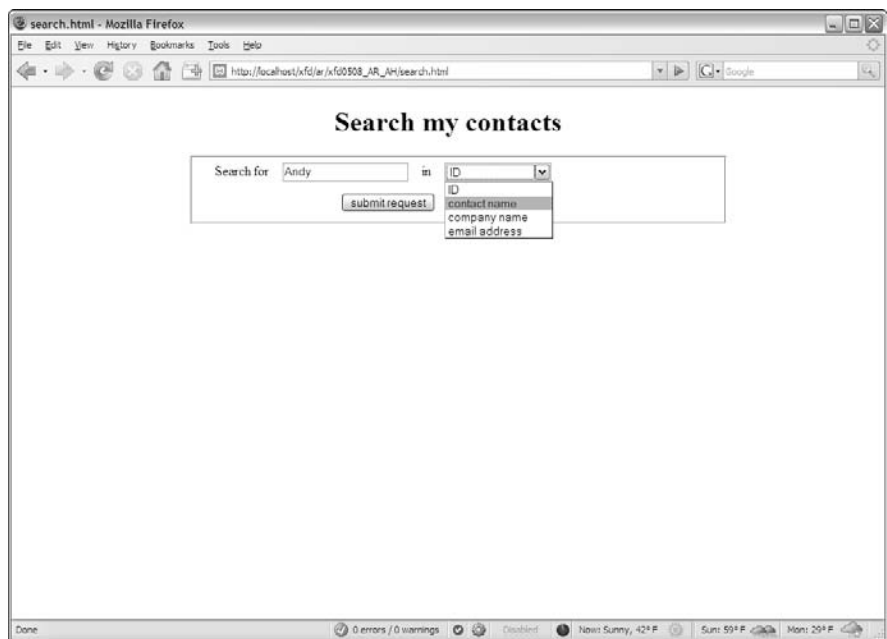 search.html - Mozilla Firefox
File Edit View History Bookmarks Tools Help
http://localhost/xfd/ar/xfd0508_AR_AH/search.html
Google
Search my contacts
Search for Andy in ID
ID
submit request
contact name
company name
email address
Done 0 errors / 0 warnings Disabled Now: Sunny, 42° F Sun: 59° F Mon: 29° F